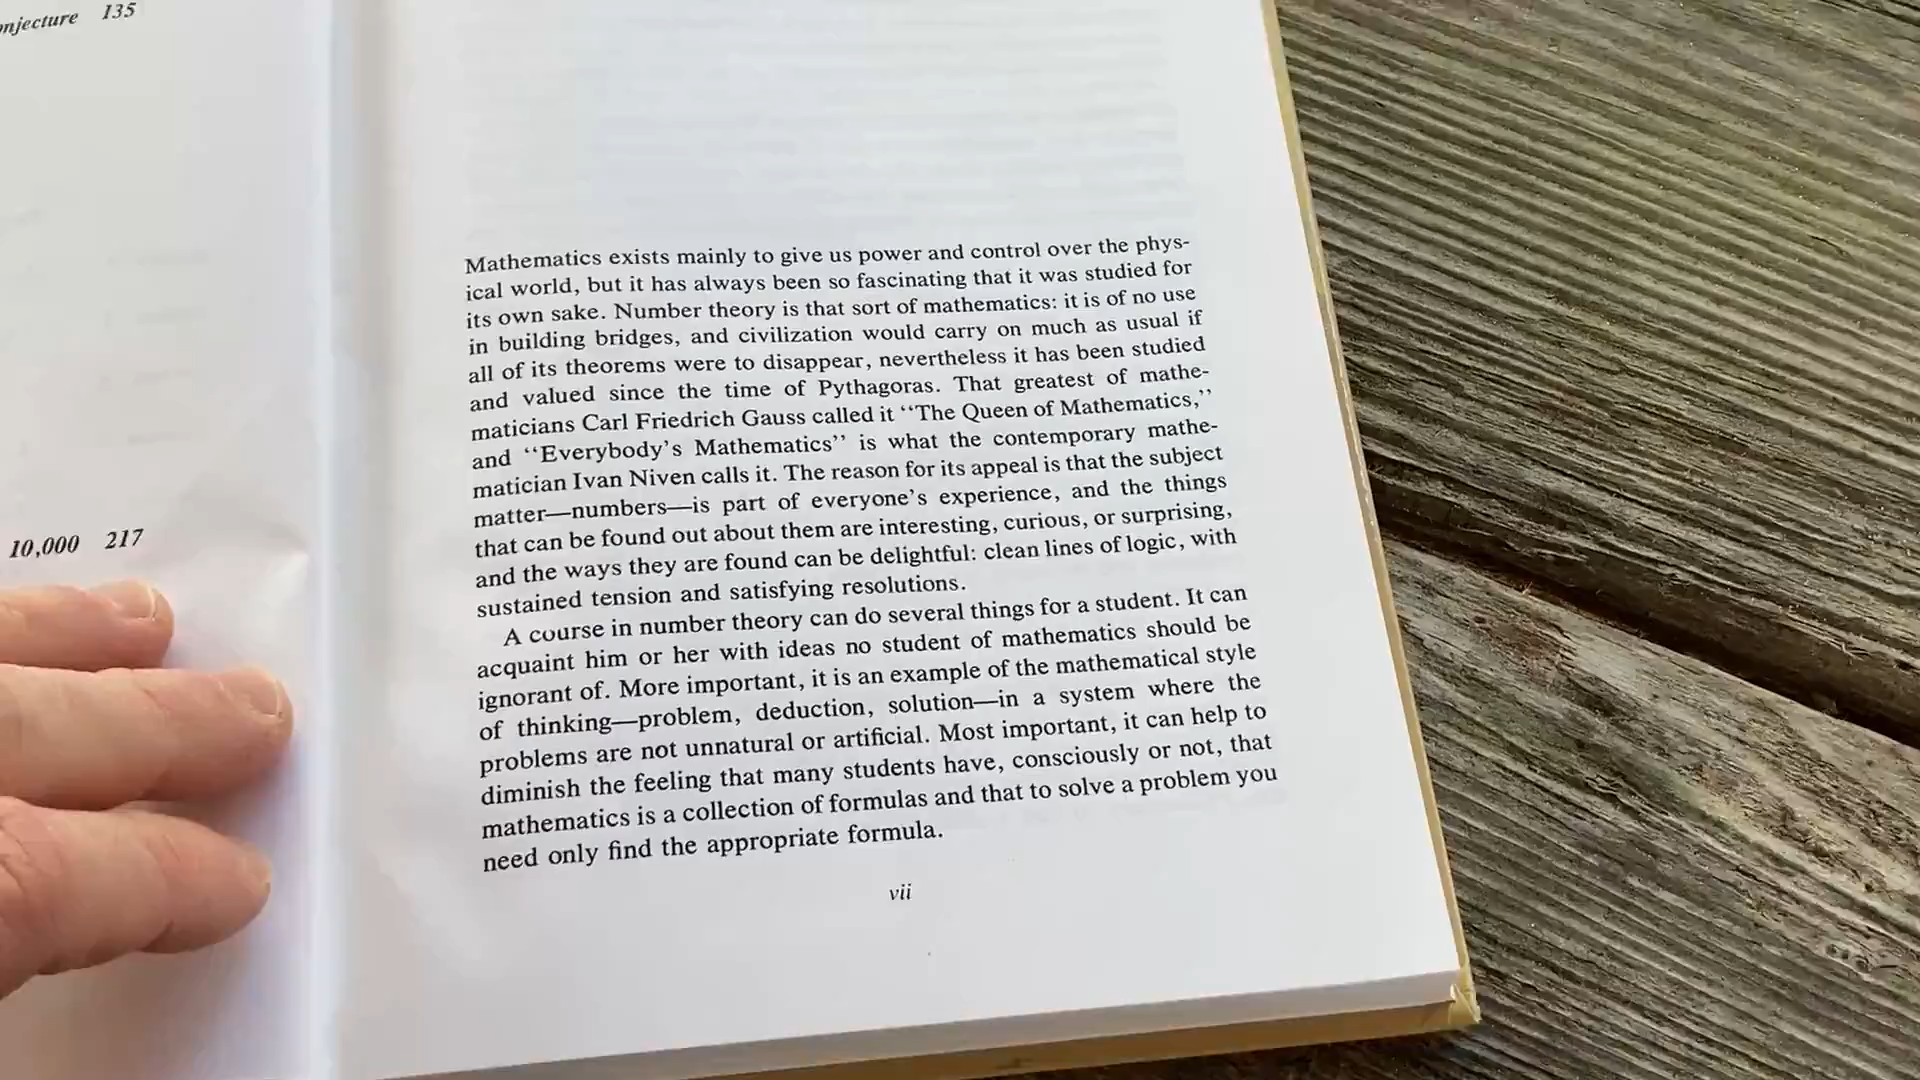 onjecture 135
10,000 217
Mathematics exists mainly to give us power and control over the phys-
ical world, but it has always been so fascinating that it was studied for
its own sake. Number theory is that sort of mathematics: it is of no use
in building bridges, and civilization would carry on much as usual if
all of its theorems were to disappear, nevertheless it has been studied
and valued since the time of Pythagoras. That greatest of mathe-
maticians Carl Friedrich Gauss called it ‘‘The Queen of Mathematics,’’
and ‘‘Everybody’s Mathematics’’ is what the contemporary mathe-
matician Ivan Niven calls it. The reason for its appeal is that the subject
matter—numbers—is part of everyone’s experience, and the things
that can be found out about them are interesting, curious, or surprising,
and the ways they are found can be delightful: clean lines of logic, with
sustained tension and satisfying resolutions.
A course in number theory can do several things for a student. It can
acquaint him or her with ideas no student of mathematics should be
ignorant of. More important, it is an example of the mathematical style
of thinking—problem, deduction, solution—in a system where the
problems are not unnatural or artificial. Most important, it can help to
diminish the feeling that many students have, consciously or not, that
mathematics is a collection of formulas and that to solve a problem you
need only find the appropriate formula.
vii